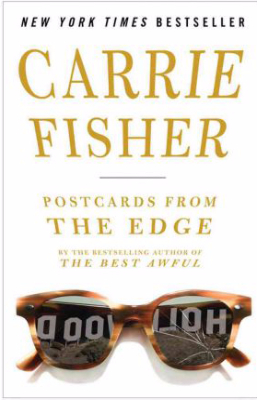 NEW YORK TIMES BESTSELLER
CARRIE
FISHER
POSTCARDS FROM
THE EDGE
BY THE BESTSELLING AUTHOR OF
THE BEST AWFUL